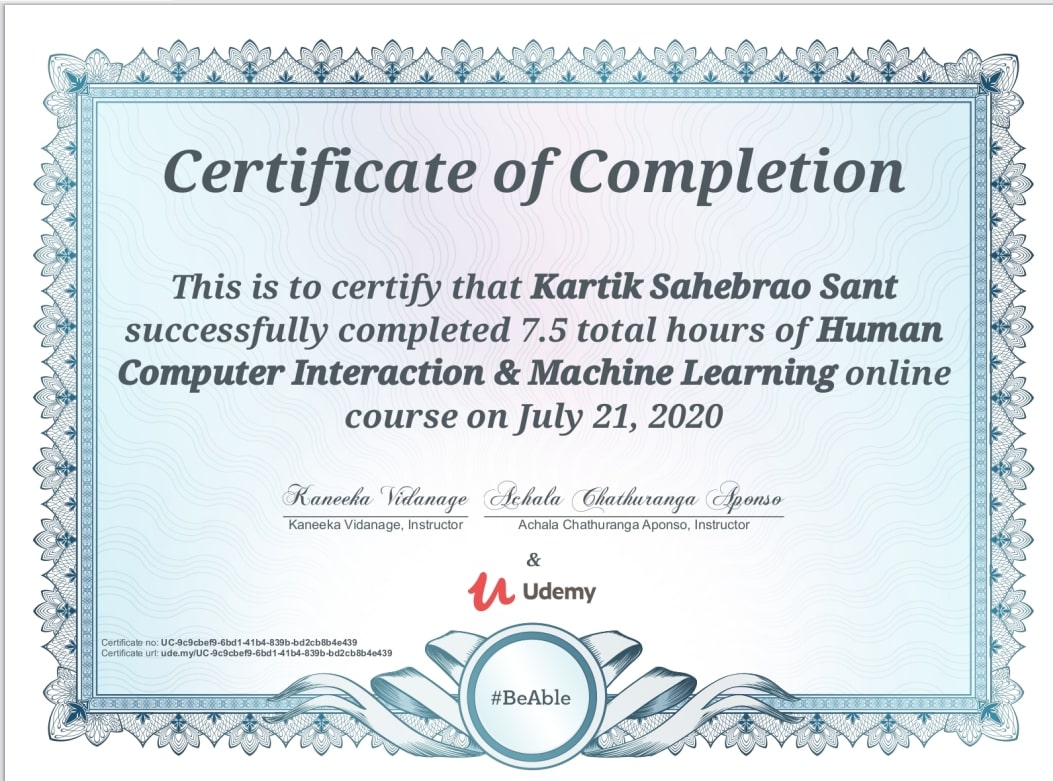 Certificate of Completion
This is to certify that Kartik Sahebrao Sant
successfully completed 7.5 total hours of Human
Computer Interaction & Machine Learning online
course on July 21, 2020
Kaneeka Vidanage Achala Chathuranga Aponso
Kaneeka Vidanage, Instructor Achala Chathuranga Aponso, Instructor
&
Udemy
Certificate no: UC-9c9cbef9-6bd1-41b4-839b-bd2cb8b4e439
Certificate url: ude.my/UC-9c9cbef9-6bd1-41b4-839b-bd2cb8b4e439
#BeAble